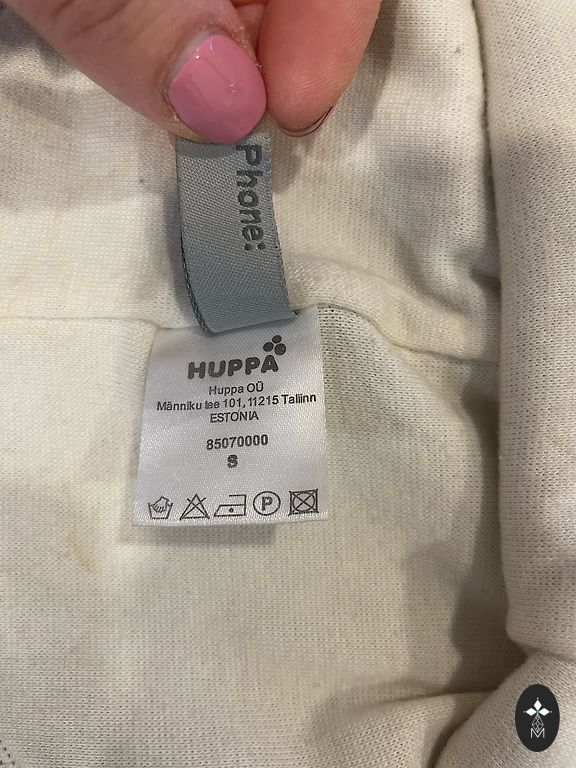 Phone:
HUPPA
Huppa OÜ
Männiku tee 101, 11215 Tallinn
ESTONIA
85070000
S
P
M